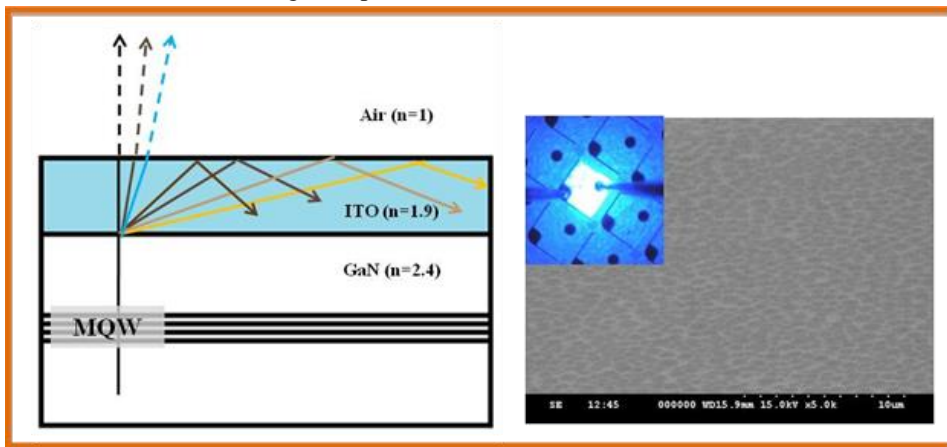 Air (n=1)
ITO (n=1.9)
GaN (n=2.4)
MQW
SE 12:45 000000 WD15.9mm 15.0kV x5.0k 10um